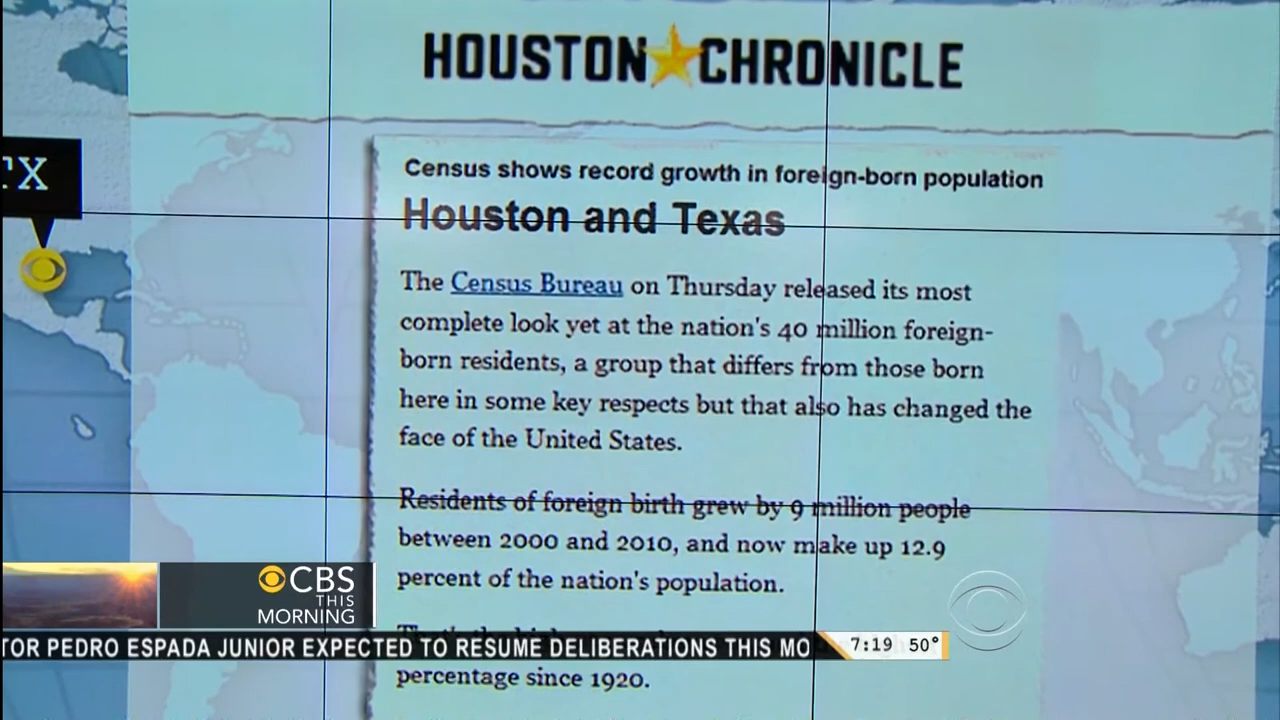 HOUSTON CHRONICLE
TX
Census shows record growth in foreign-born population
Houston and Texas
The Census Bureau on Thursday released its most
complete look yet at the nation's 40 million foreign-
born residents, a group that differs from those born
here in some key respects but that also has changed the
face of the United States.
Residents of foreign birth grew by 9 million people
between 2000 and 2010, and now make up 12.9
percent of the nation's population.
percentage since 1920.
CBS
THIS
MORNING
TOR PEDRO ESPADA JUNIOR EXPECTED TO RESUME DELIBERATIONS THIS MO
7:19 50°